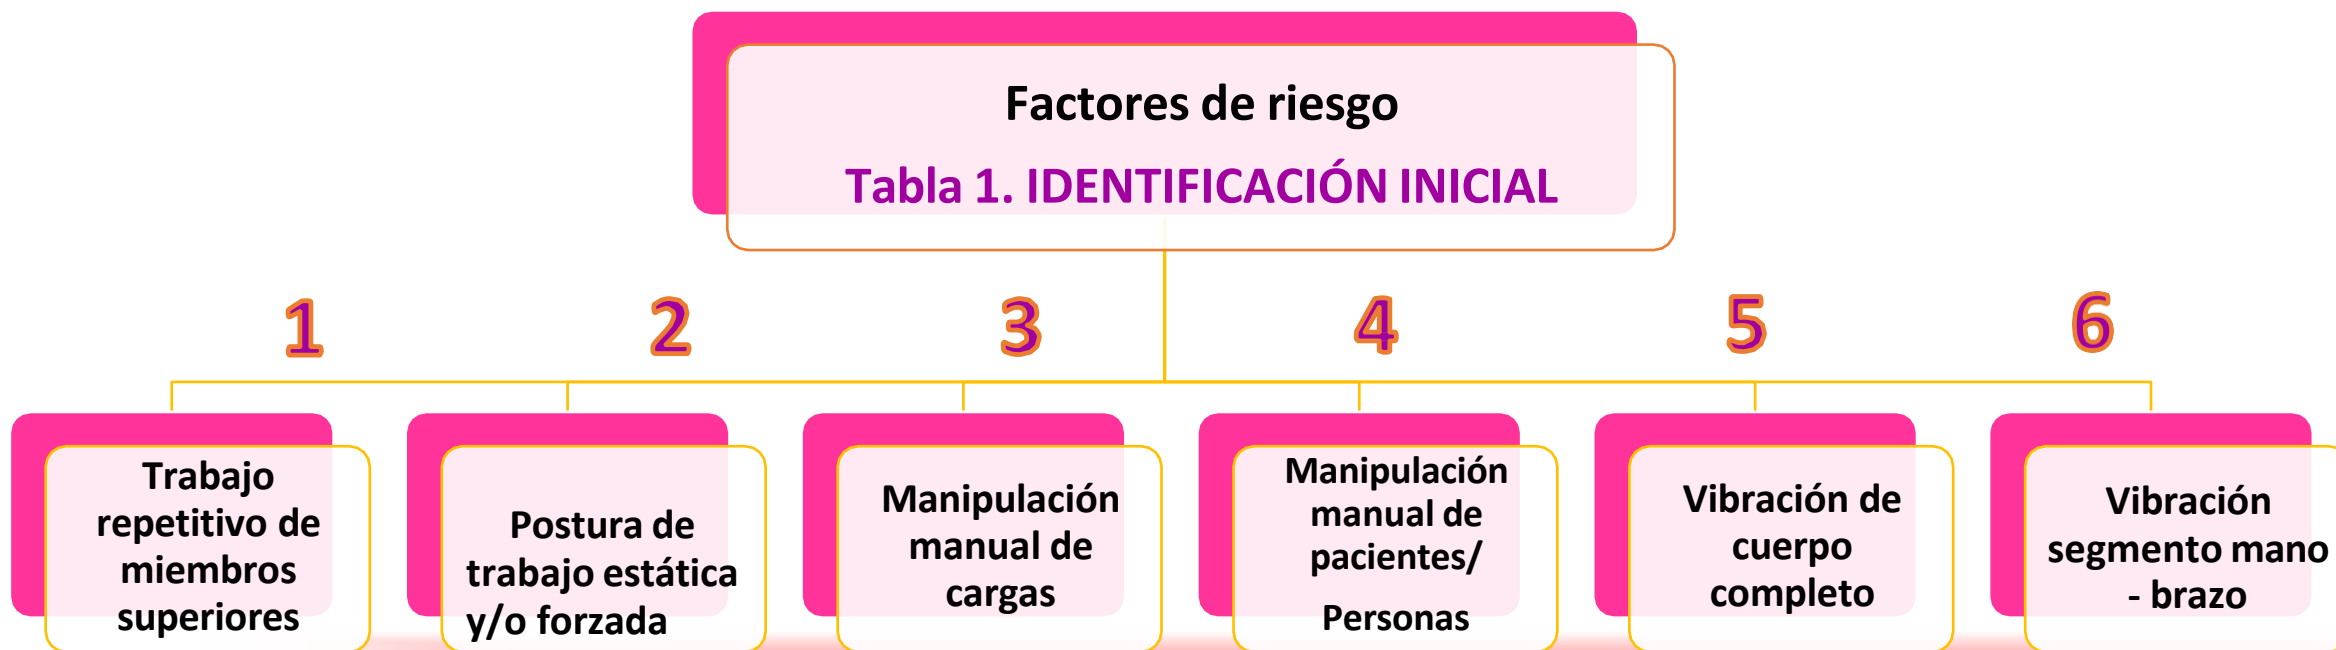 Factores de riesgo
Tabla 1. IDENTIFICACIÓN INICIAL
1
2
3
4
5
6
Trabajo
repetitivo de
miembros
superiores
Postura de
trabajo estática
y/o forzada
Manipulación
manual de
cargas
Manipulación
manual de
pacientes/
Personas
Vibración de
cuerpo
completo
Vibración
segmento mano
- brazo